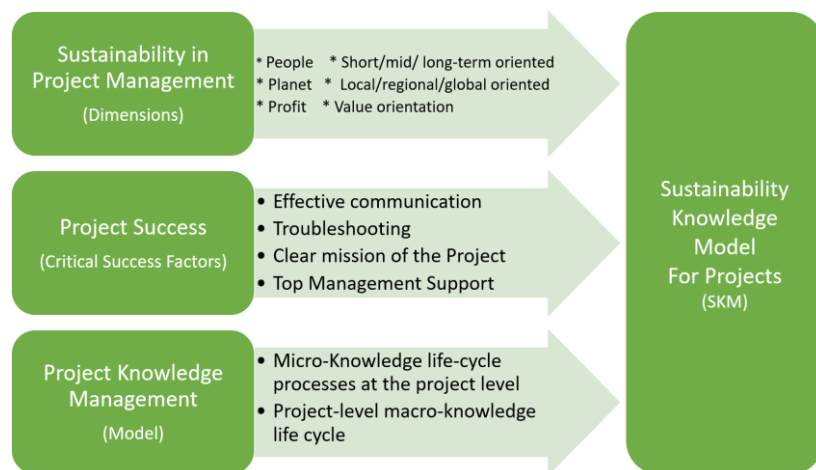 Sustainability in
Project Management
(Dimensions)
* People * Short/mid/ long-term oriented
* Planet * Local/regional/global oriented
* Profit * Value orientation
Project Success
(Critical Success Factors)
• Effective communication
• Troubleshooting
• Clear mission of the Project
• Top Management Support
Project Knowledge
Management
(Model)
• Micro-Knowledge life-cycle
processes at the project level
• Project-level macro-knowledge
life cycle
Sustainability
Knowledge
Model
For Projects
(SKM)